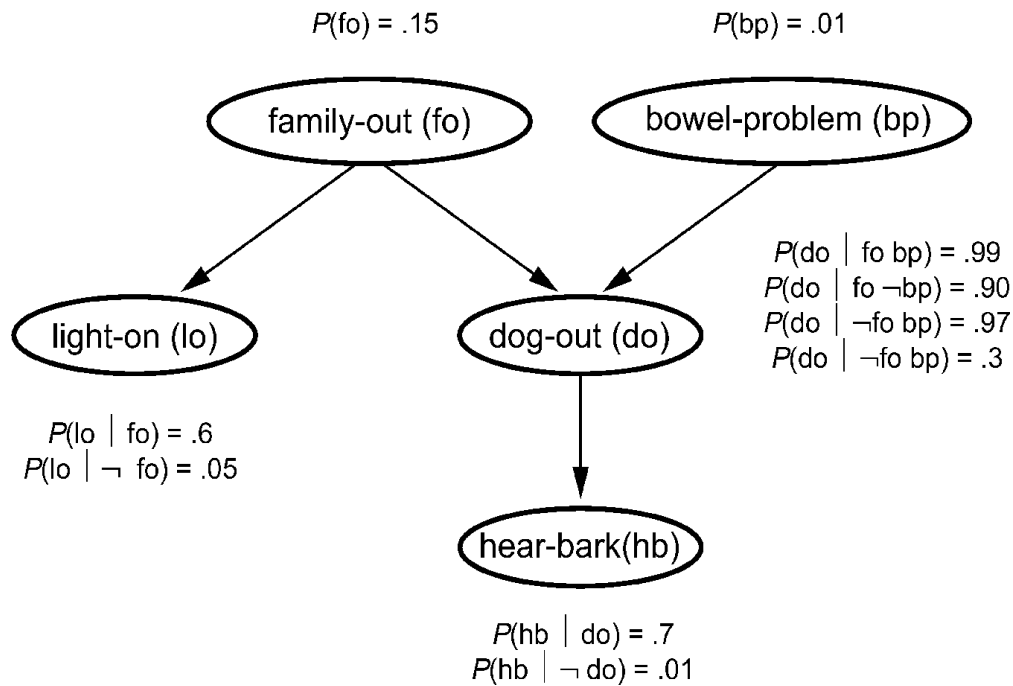 P(fo) = .15
P(bp) = .01
family-out (fo)
bowel-problem (bp)
P(do | fo bp) = .99
P(do | fo ¬bp) = .90
P(do | ¬fo bp) = .97
P(do | ¬fo bp) = .3
light-on (lo)
dog-out (do)
P(lo | fo) = .6
P(lo | ¬ fo) = .05
hear-bark(hb)
P(hb | do) = .7
P(hb | ¬ do) = .01